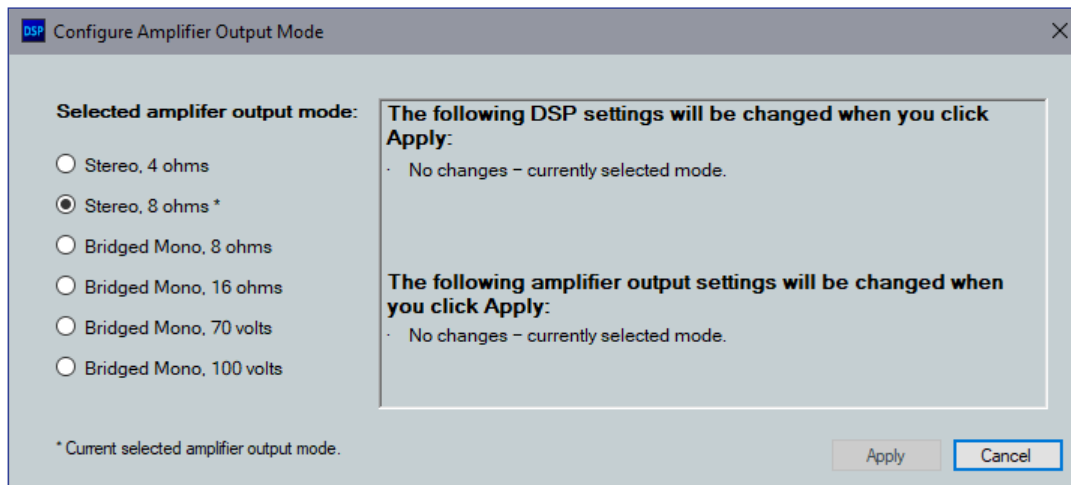 DSP Configure Amplifier Output Mode
Selected amplifer output mode:
Stereo, 4 ohms
Stereo, 8 ohms *
Bridged Mono, 8 ohms
Bridged Mono, 16 ohms
Bridged Mono, 70 volts
Bridged Mono, 100 volts
* Current selected amplifier output mode.
The following DSP settings will be changed when you click
Apply:
· No changes – currently selected mode.
The following amplifier output settings will be changed when
you click Apply:
· No changes – currently selected mode.
Apply
Cancel